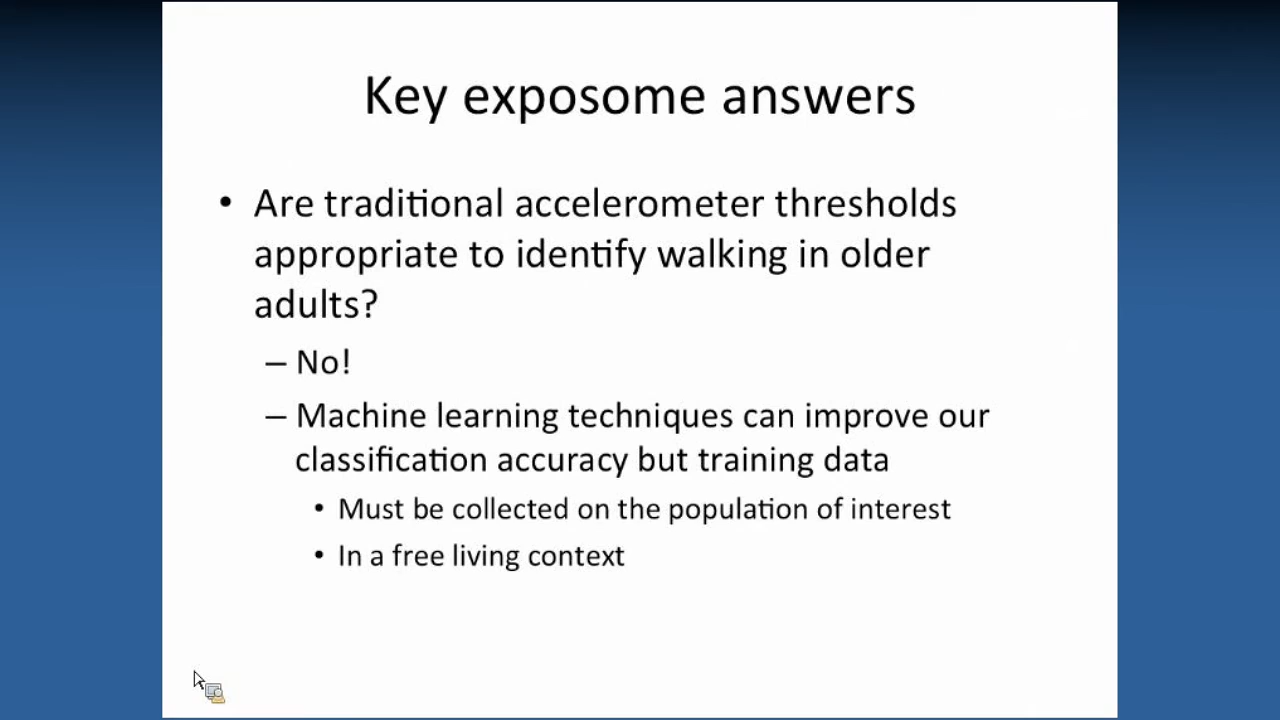 Key exposome answers
• Are traditional accelerometer thresholds
appropriate to identify walking in older
adults?
– No!
– Machine learning techniques can improve our
classification accuracy but training data
• Must be collected on the population of interest
• In a free living context